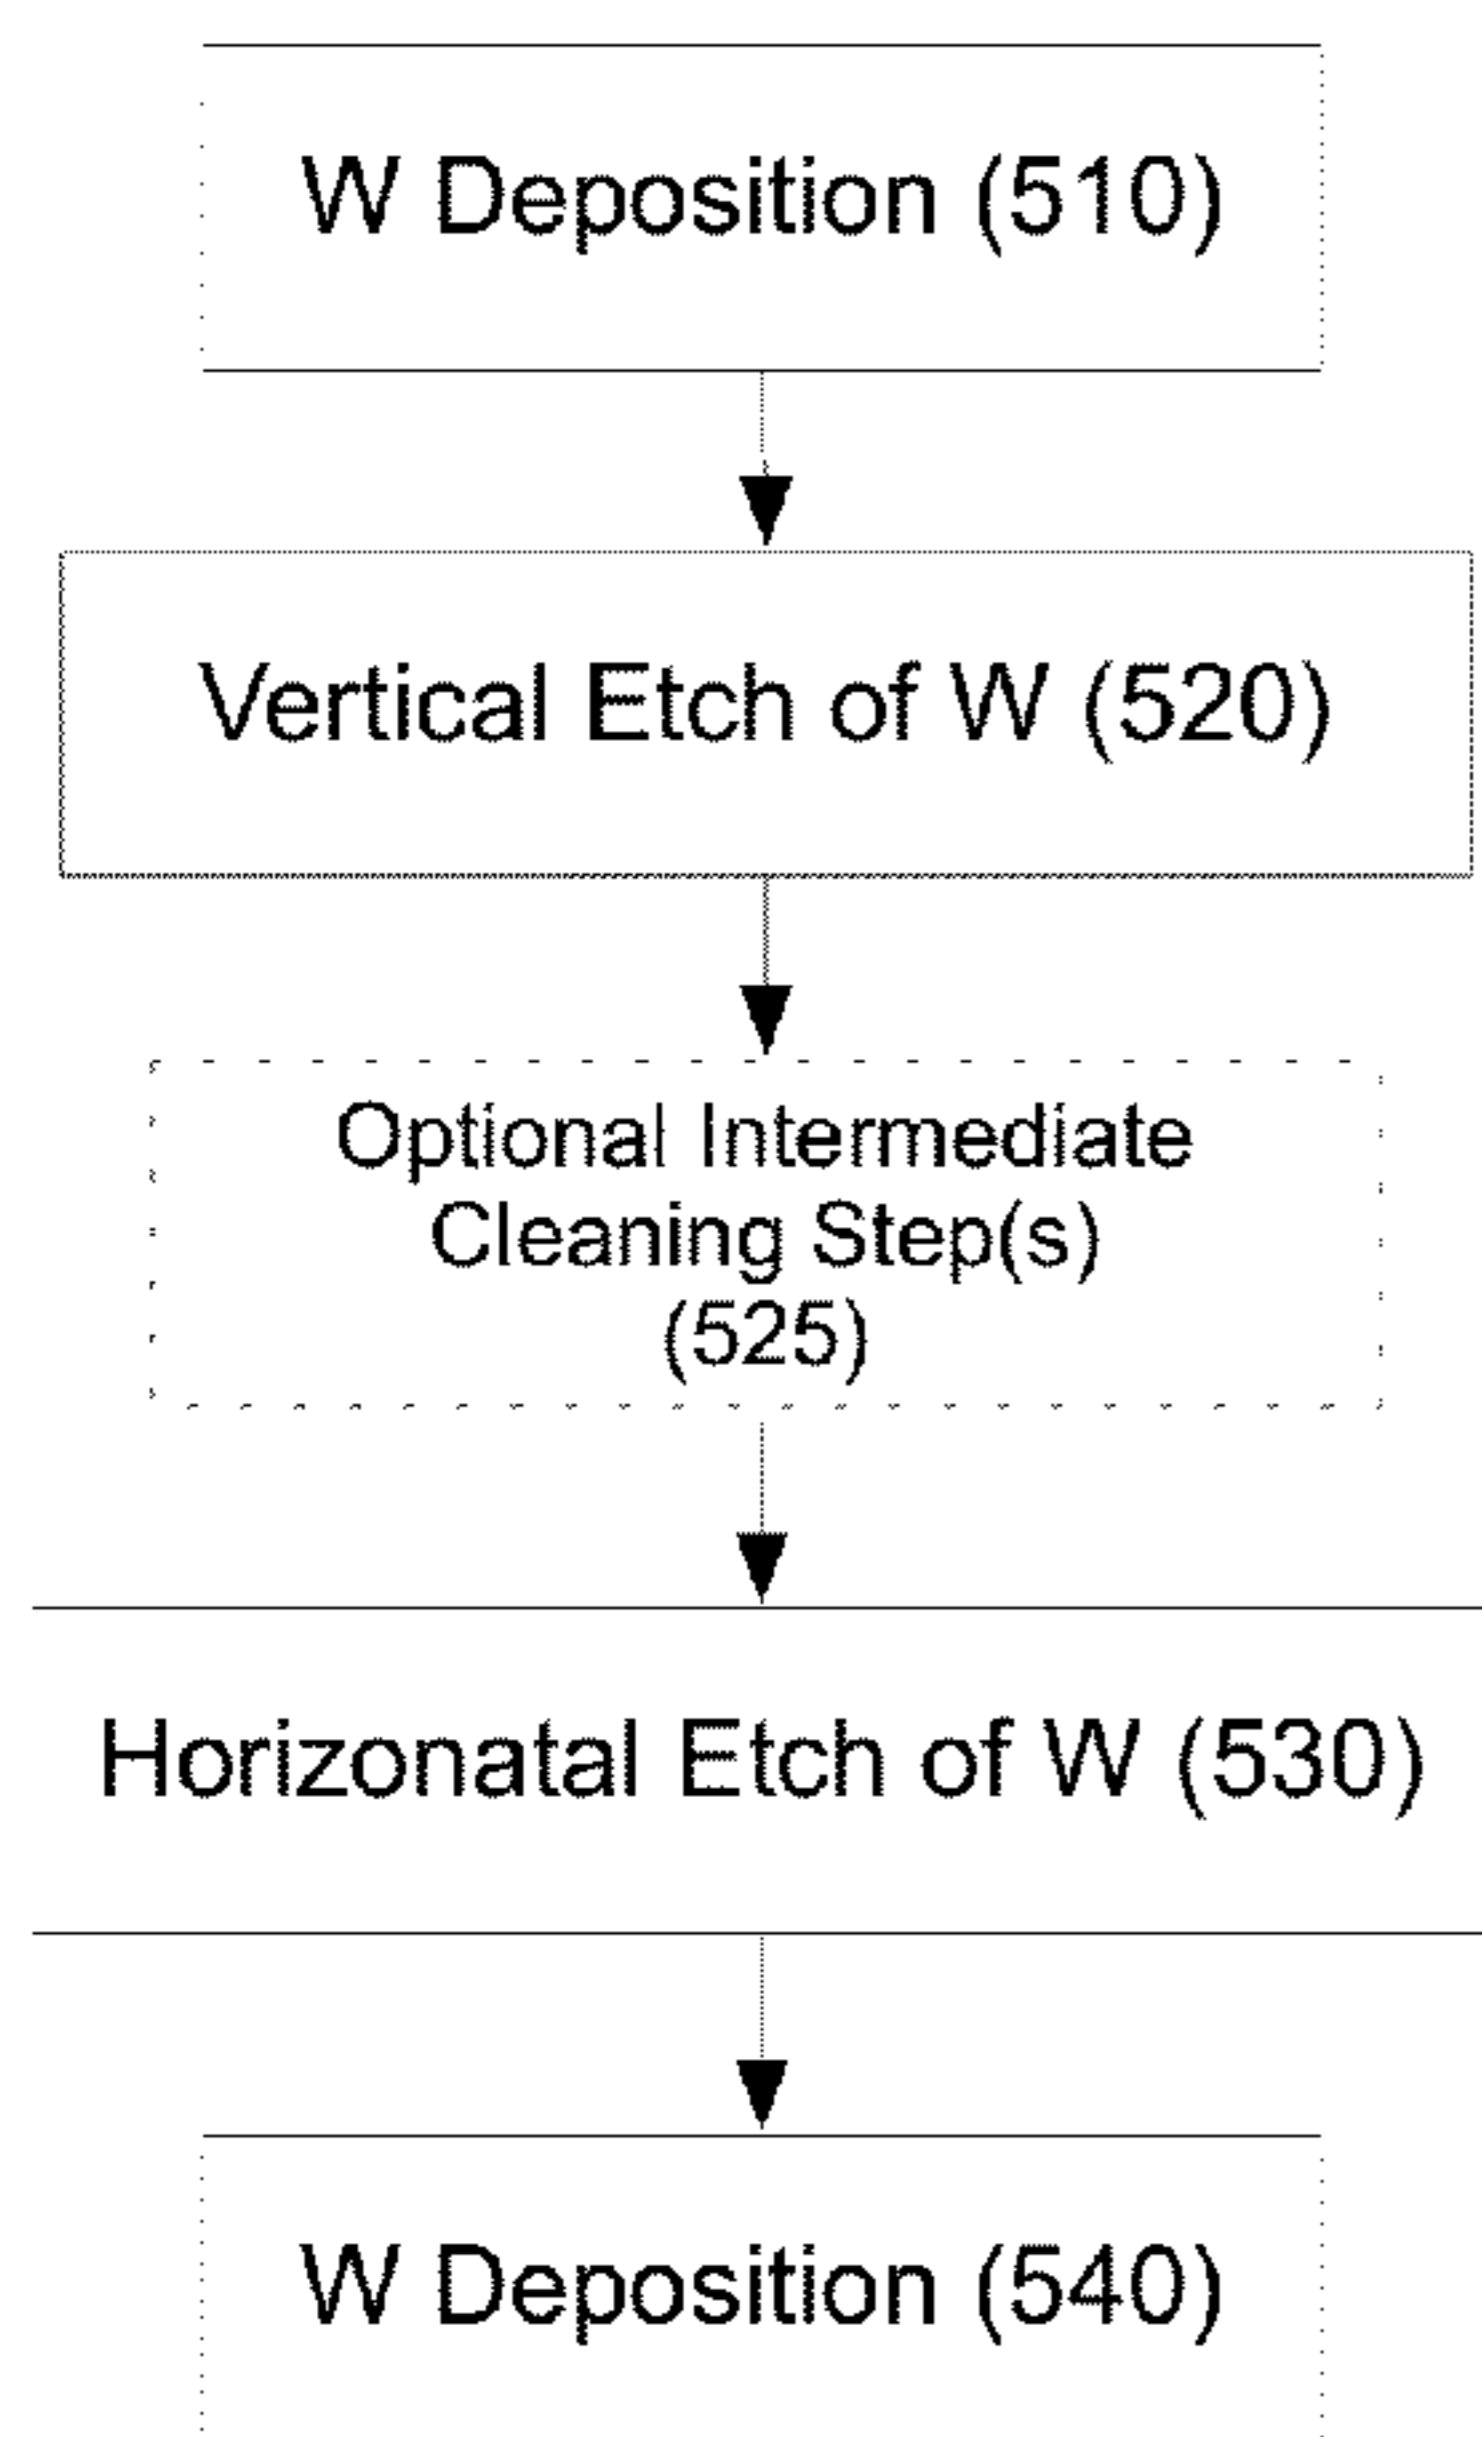 W Deposition (510)
Vertical Etch of W (520)
Optional Intermediate
Cleaning Step(s)
(525)
Horizonatal Etch of W (530)
W Deposition (540)